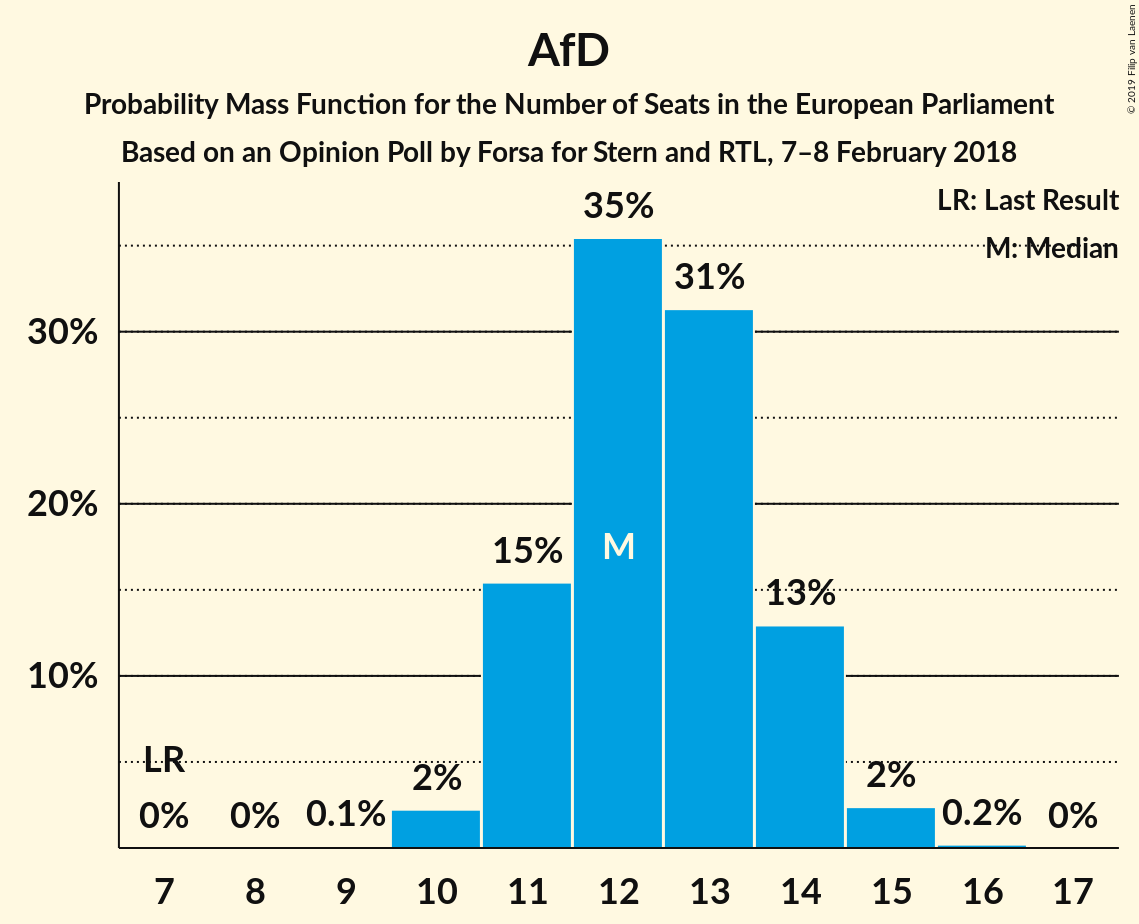 AfD
Probability Mass Function for the Number of Seats in the European Parliament
Based on an Opinion Poll by Forsa for Stern and RTL, 7–8 February 2018
© 2019 Filip van Laenen
LR: Last Result
M: Median
30%
20%
10%
LR
0%
0%
0.1%
2%
15%
35%
M
31%
13%
2%
0.2%
0%
7 8 9 10 11 12 13 14 15 16 17